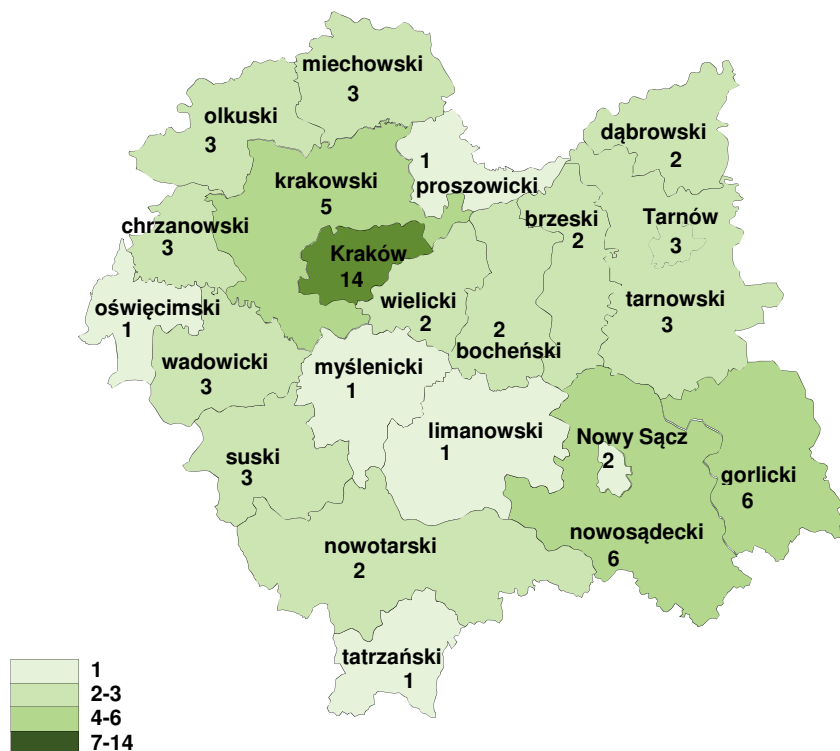 miechowski
3
olkuski
3
dąbrowski
2
1
proszowicki
krakowski
5
chrzanowski
3
brzeski
2
Tarnów
3
Kraków
14
oświęcimski
1
wielicki
2
2
bocheński
tarnowski
3
wadowicki
3
myślenicki
1
limanowski
1
Nowy Sącz
2
suski
3
gorlicki
6
nowosądecki
6
nowotarski
2
tatrzański
1
1
2-3
4-6
7-14